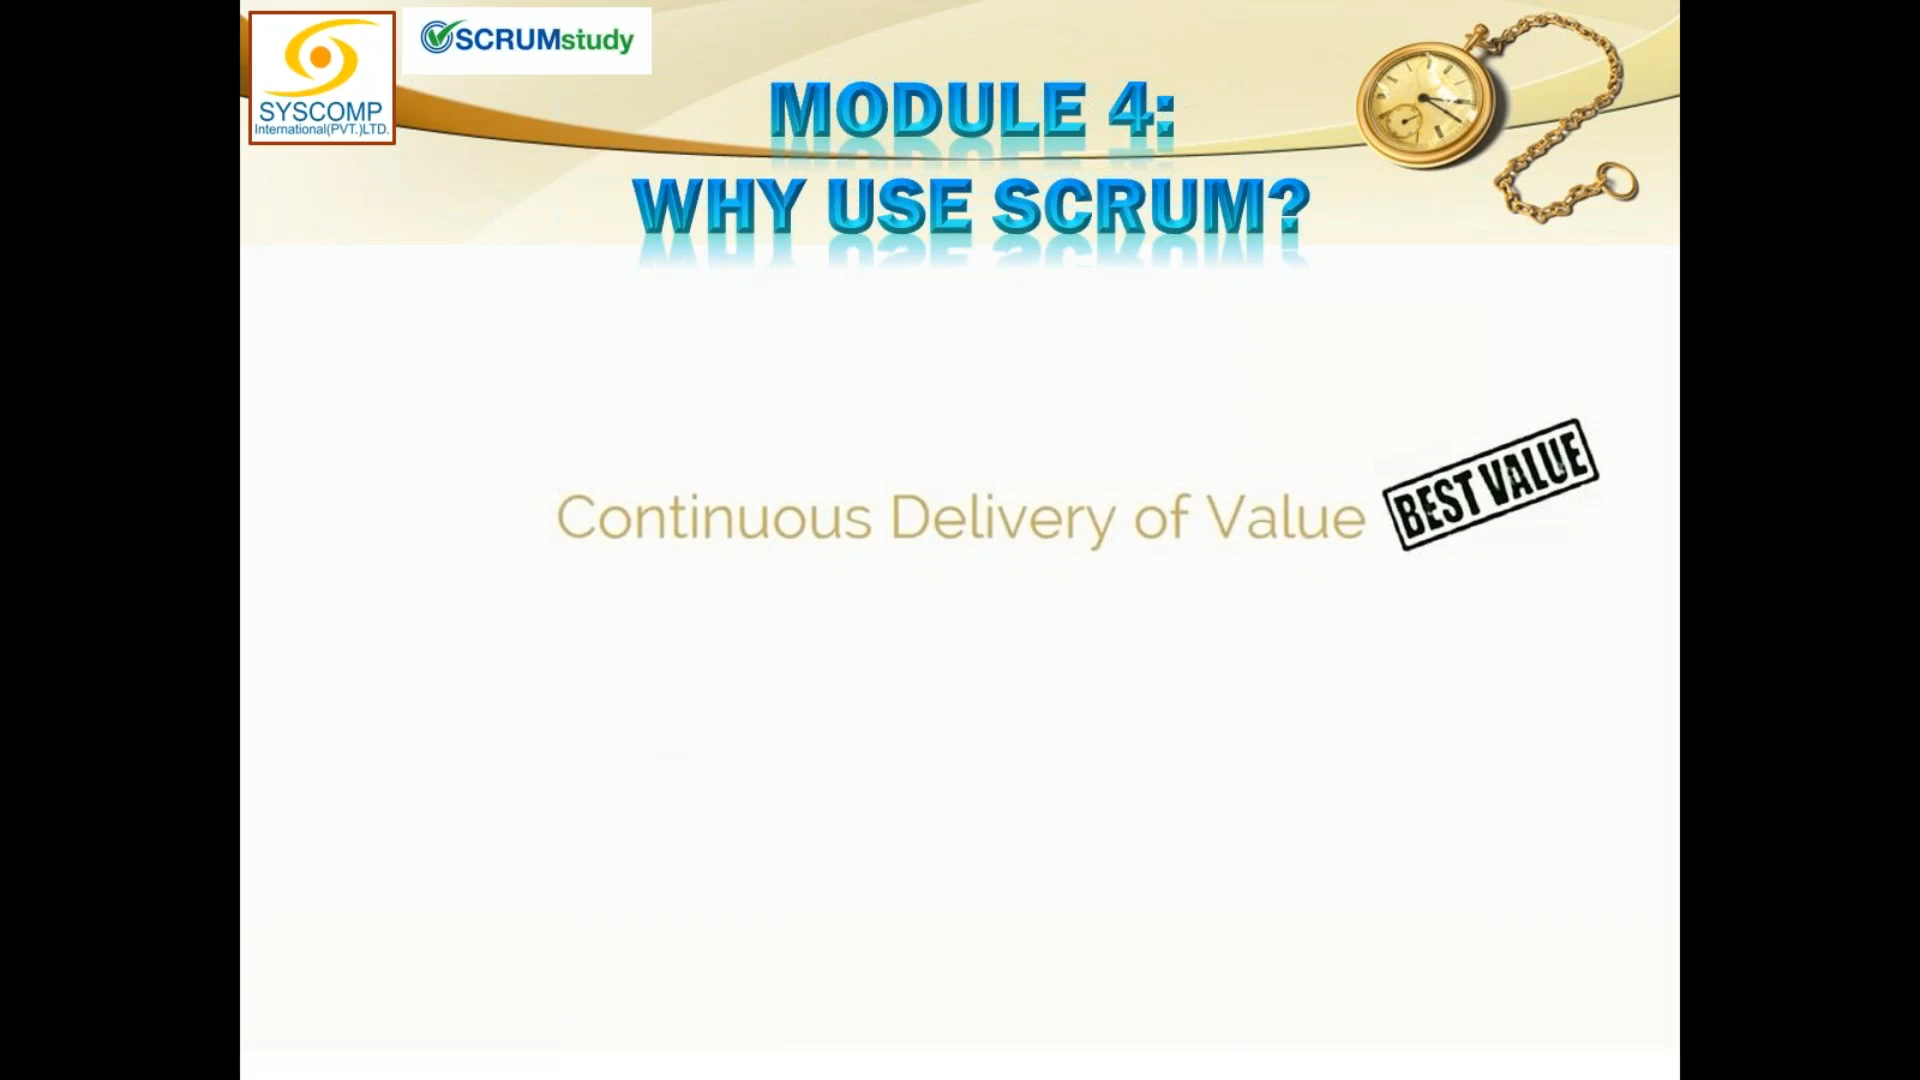 SYSCOMP
International(PVT.)LTD.
SCRUMstudy
MODULE 4:
WHY USE SCRUM?
Continuous Delivery of Value
BEST VALUE